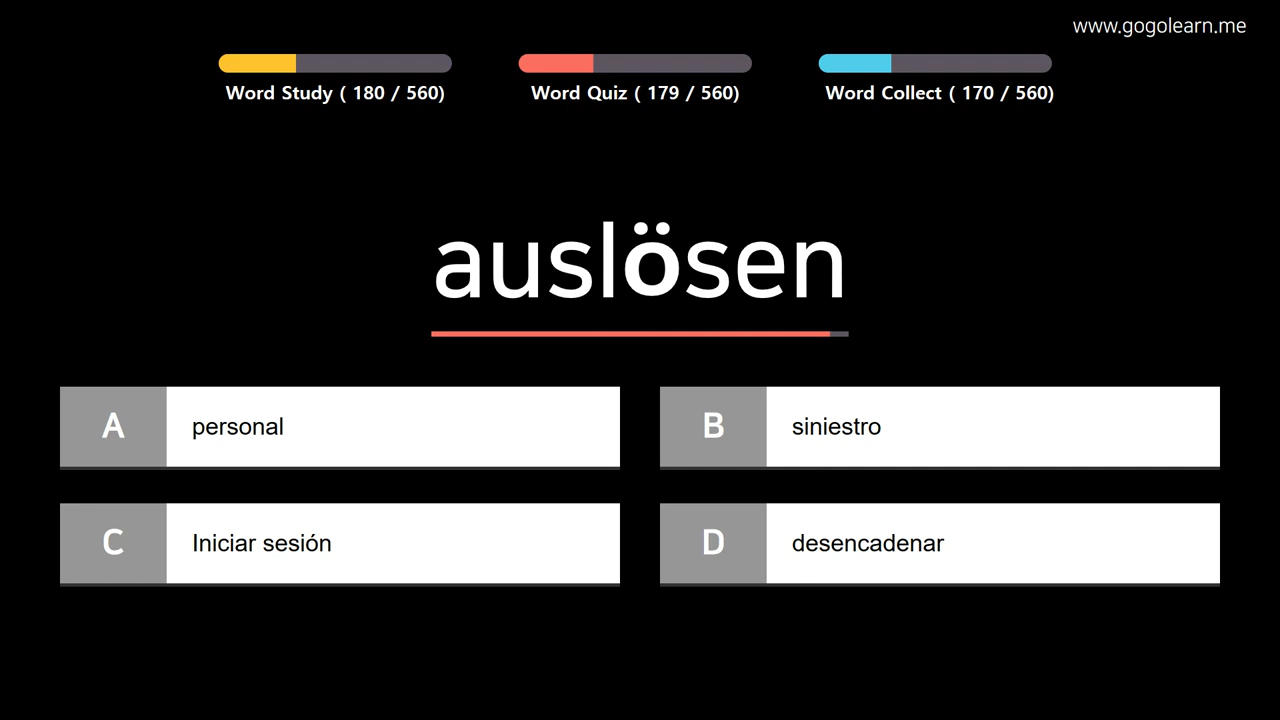 www.gogolearn.me
Word Study ( 180 / 560)
Word Quiz ( 179 / 560)
Word Collect ( 170 / 560)
auslösen
A personal
B siniestro
C Iniciar sesión
D desencadenar